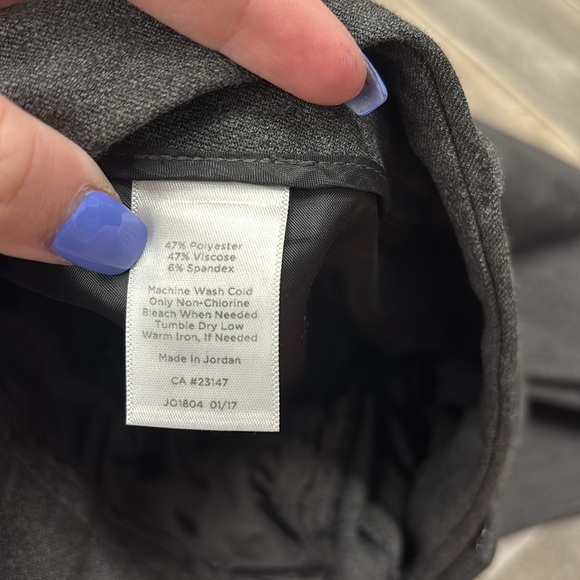 47% Polyester
47% Viscose
6% Spandex
Machine Wash Cold
Only Non-Chlorine
Bleach When Needed
Tumble Dry Low
Warm Iron, If Needed
Made in Jordan
CA #23147
JO1804 01/17